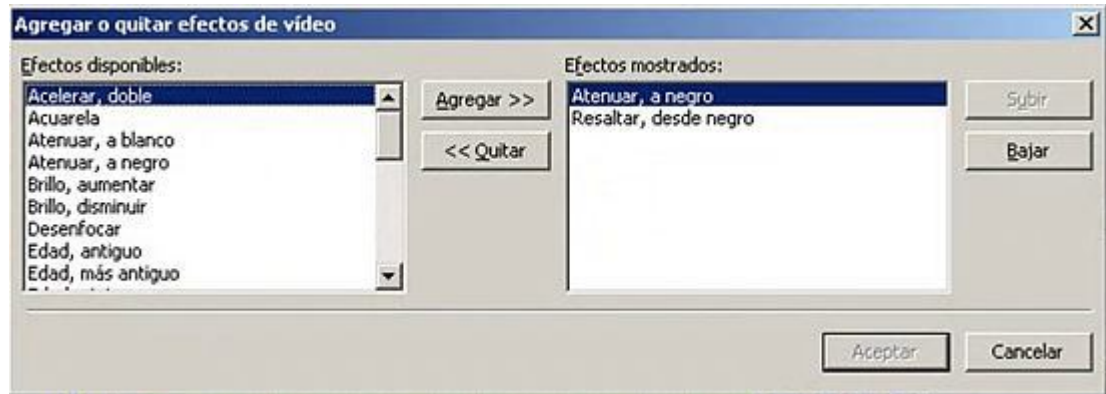 Agregar o quitar efectos de vídeo
Efectos disponibles:
Acelerar, doble
Acuarela
Atenuar, a blanco
Atenuar, a negro
Brillo, aumentar
Brillo, disminuir
Desenfocar
Edad, antiguo
Edad, más antiguo
Agregar >>
<< Quitar
Efectos mostrados:
Atenuar, a negro
Resaltar, desde negro
Subir
Bajar
Aceptar
Cancelar